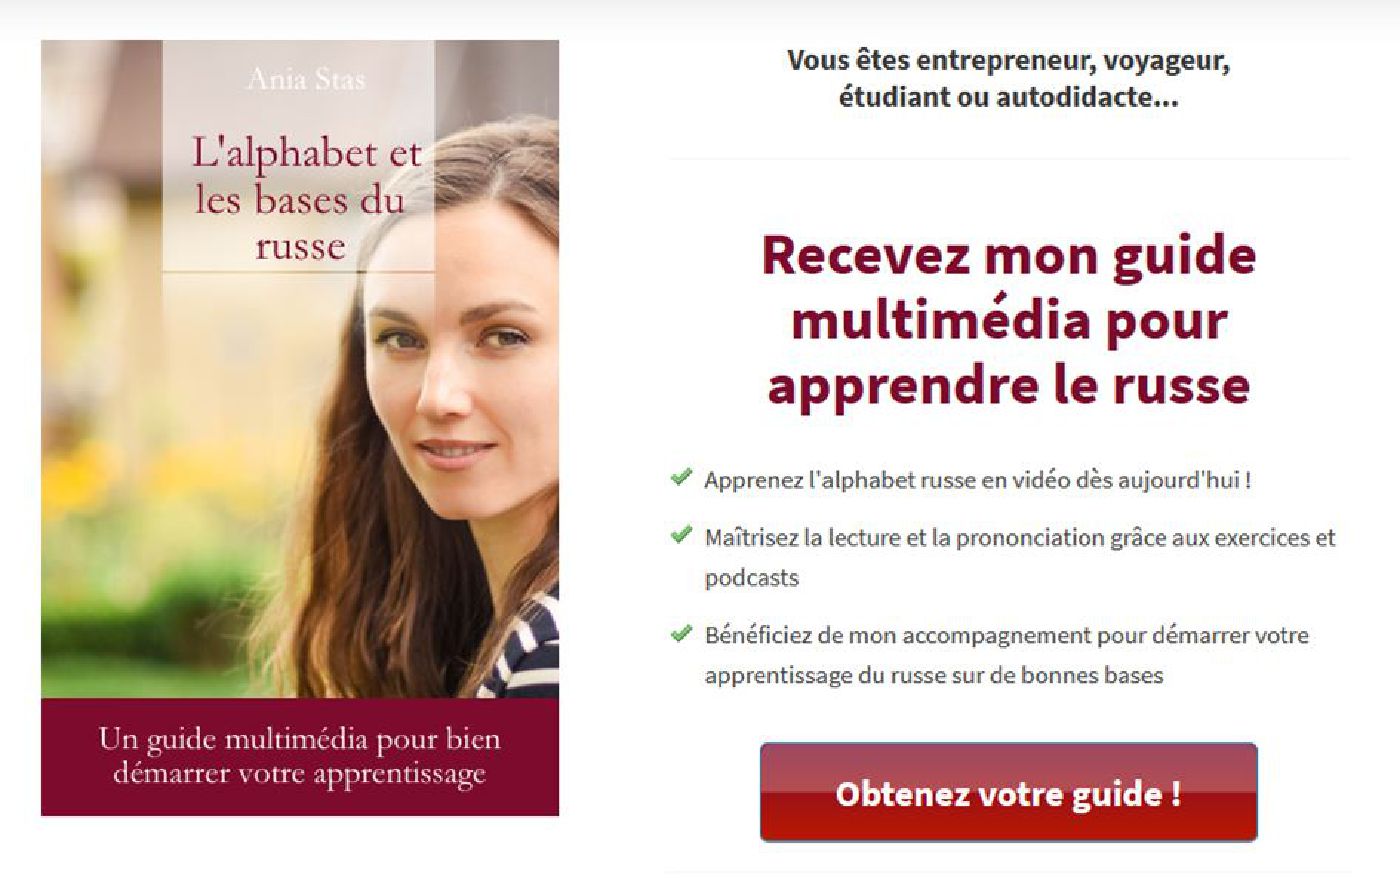 Ania Stas
L'alphabet et
les bases du
russe
Un guide multimédia pour bien
démarrer votre apprentissage
Vous êtes entrepreneur, voyageur,
étudiant ou autodidacte...
Recevez mon guide
multimédia pour
apprendre le russe
Apprenez l'alphabet russe en vidéo dès aujourd'hui !
Maîtrisez la lecture et la prononciation grâce aux exercices et
podcasts
Bénéficiez de mon accompagnement pour démarrer votre
apprentissage du russe sur de bonnes bases
Obtenez votre guide !